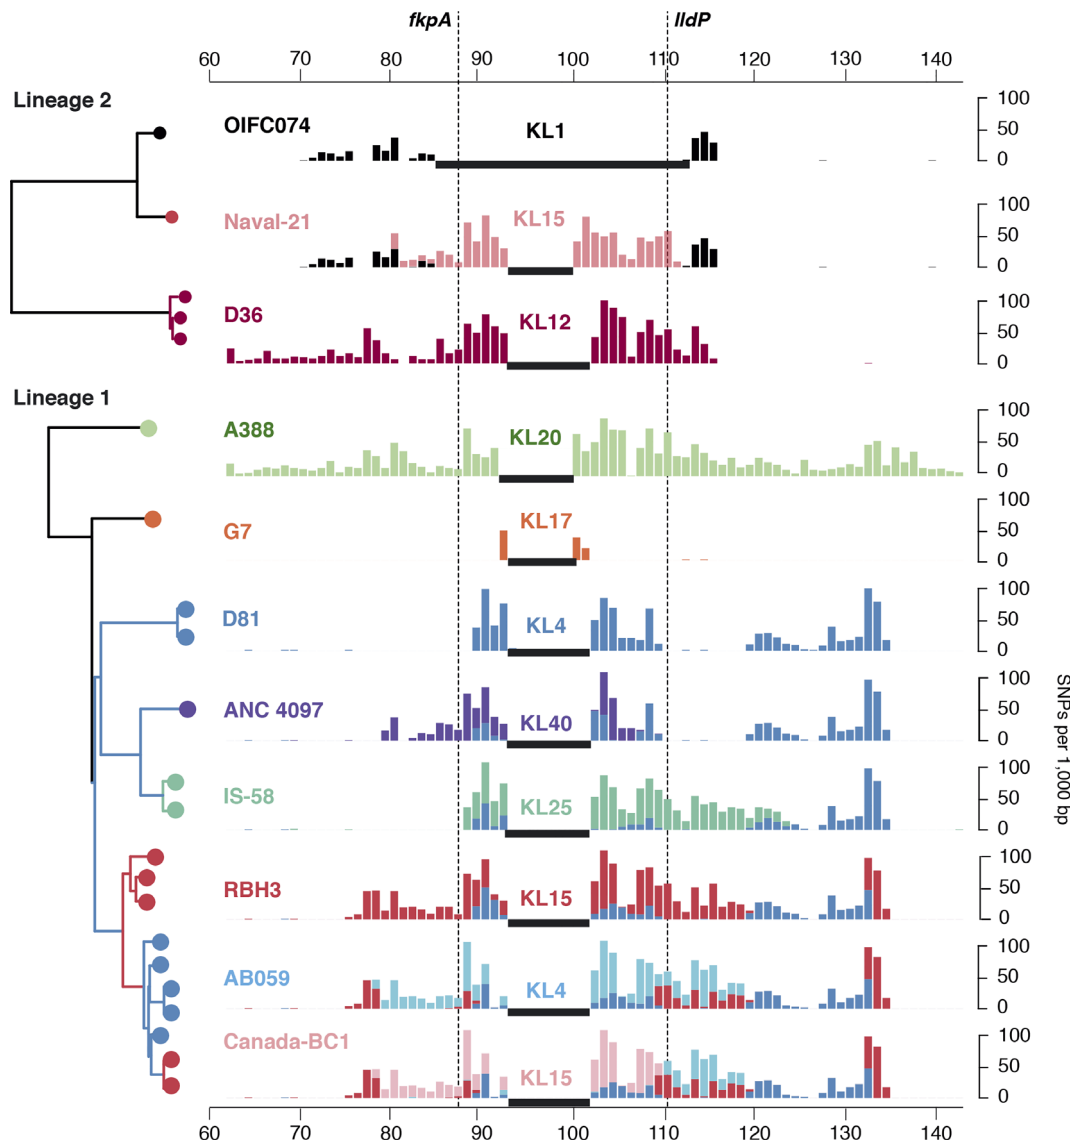 fkpA lldP
60 70 80 90 100 110 120 130 140
Lineage 2
100
OIFC074 KL1 50
0
100
Naval-21 KL15 50
0
100
D36 KL12 50
0
Lineage 1
100
A388 KL20 50
0
100
G7 KL17 50
0
100
D81 KL4 50
0
100
ANC 4097 KL40 50
0
SNPs per 1,000 bp
100
IS-58 KL25 50
0
100
RBH3 KL15 50
0
100
AB059 KL4 50
0
100
Canada-BC1 KL15 50
0
60 70 80 90 100 110 120 130 140